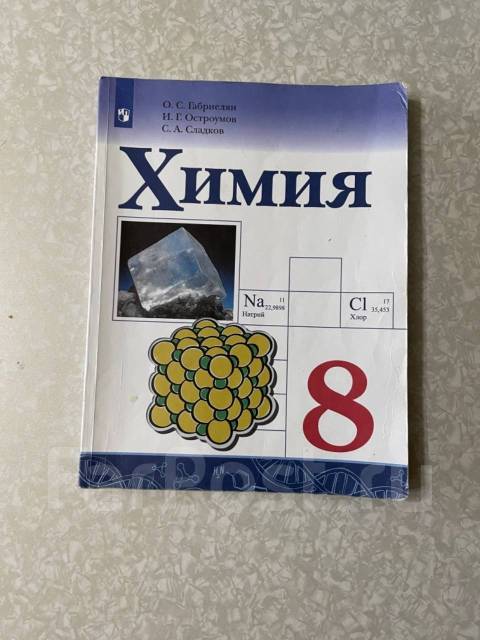 О. С. Габриелян
И. Г. Остроумов
С. А. Сладков
Химия
Na 11
22,9898
Натрий
Cl 17
35,453
Хлор
8